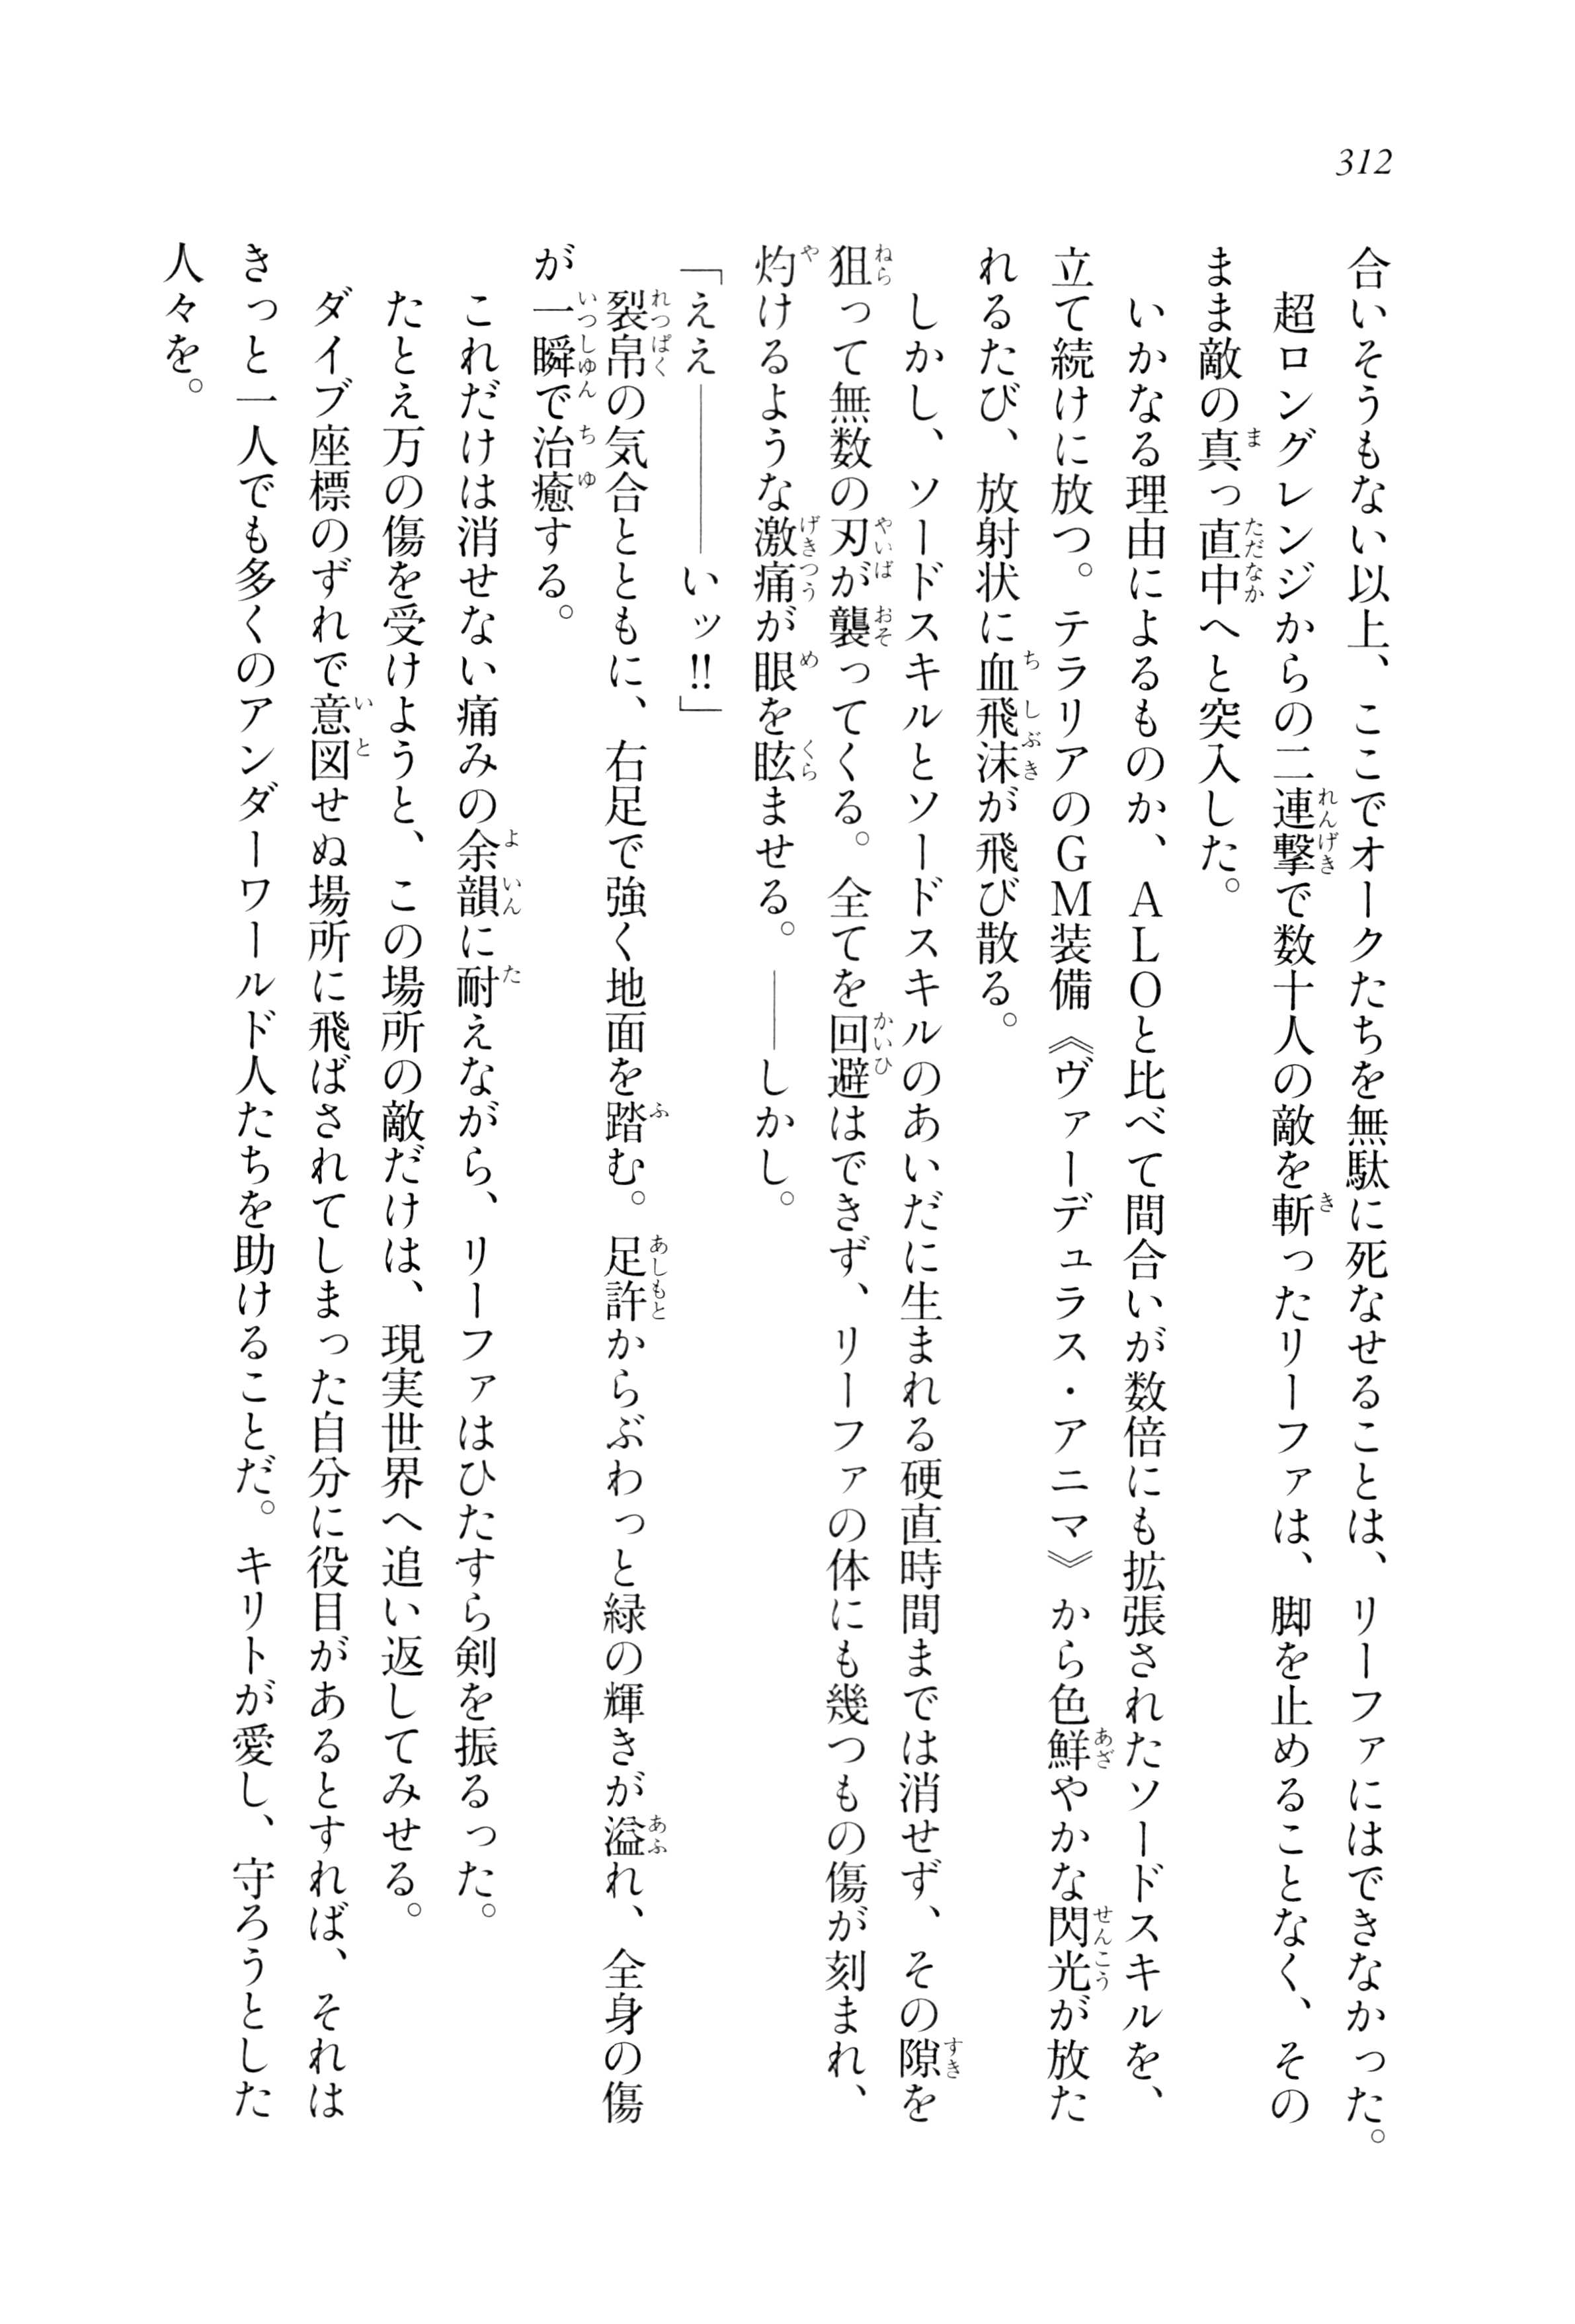 312
合いそうもない以上、ここでオークたちを無駄に死なせることは、リーファにはできなかった。
　超ロングレンジからの二連撃で数十人の敵を斬ったリーファは、脚を止めることなく、その
まま敵の真っ直中へと突入した。
　いかなる理由によるものか、ＡＬＯと比べて間合いが数倍にも拡張されたソードスキルを、
立て続けに放つ。テラリアのＧＭ装備《ヴァーデュラス・アニマ》から色鮮やかな閃光が放た
れるたび、放射状に血飛沫が飛び散る。
　しかし、ソードスキルとソードスキルのあいだに生まれる硬直時間までは消せず、その隙を
狙って無数の刃が襲ってくる。全てを回避はできず、リーファの体にも幾つもの傷が刻まれ、
灼けるような激痛が眼を眩ませる。――しかし。
「ええ――――いッ!!」
　裂帛の気合とともに、右足で強く地面を踏む。足許からぶわっと緑の輝きが溢れ、全身の傷
が一瞬で治癒する。
　これだけは消せない痛みの余韻に耐えながら、リーファはひたすら剣を振るった。
　たとえ万の傷を受けようと、この場所の敵だけは、現実世界へ追い返してみせる。
　ダイブ座標のずれで意図せぬ場所に飛ばされてしまった自分に役目があるとすれば、それは
きっと一人でも多くのアンダーワールド人たちを助けることだ。キリトが愛し、守ろうとした
人々を。